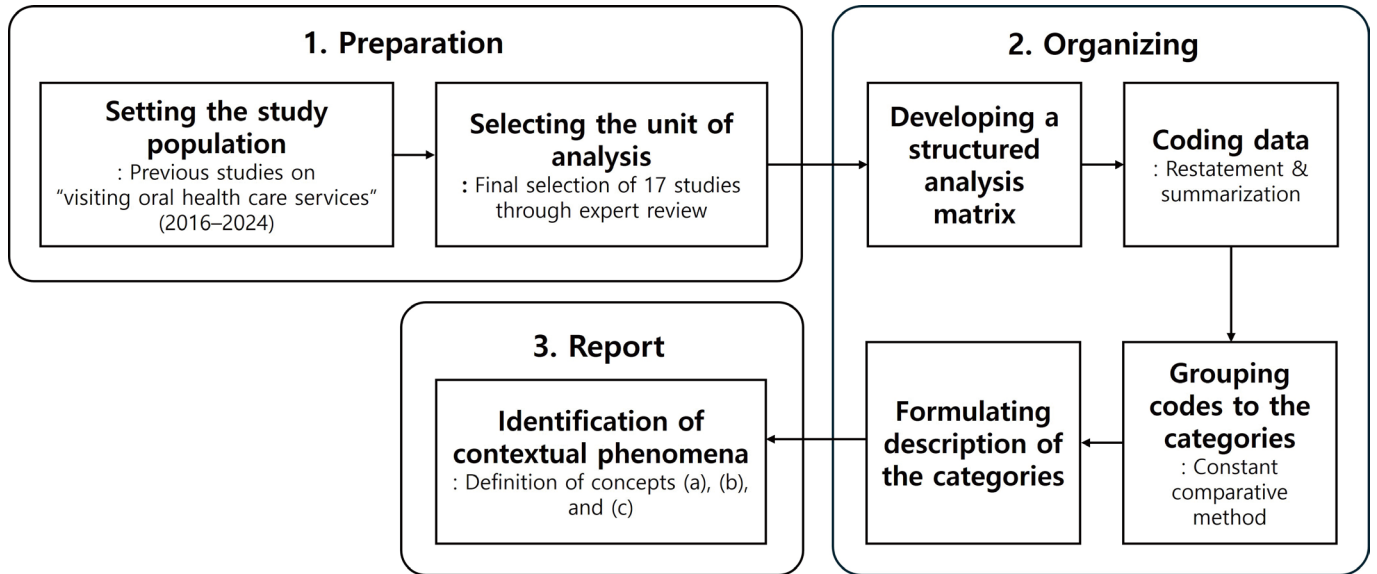 1. Preparation
Setting the study
population
: Previous studies on
“visiting oral health care services”
(2016–2024)
Selecting the unit of
analysis
: Final selection of 17 studies
through expert review
2. Organizing
Developing a
structured
analysis
matrix
Coding data
: Restatement &
summarization
Grouping
codes to the
categories
: Constant
comparative
method
Formulating
description of
the categories
3. Report
Identification of
contextual phenomena
: Definition of concepts (a), (b),
and (c)